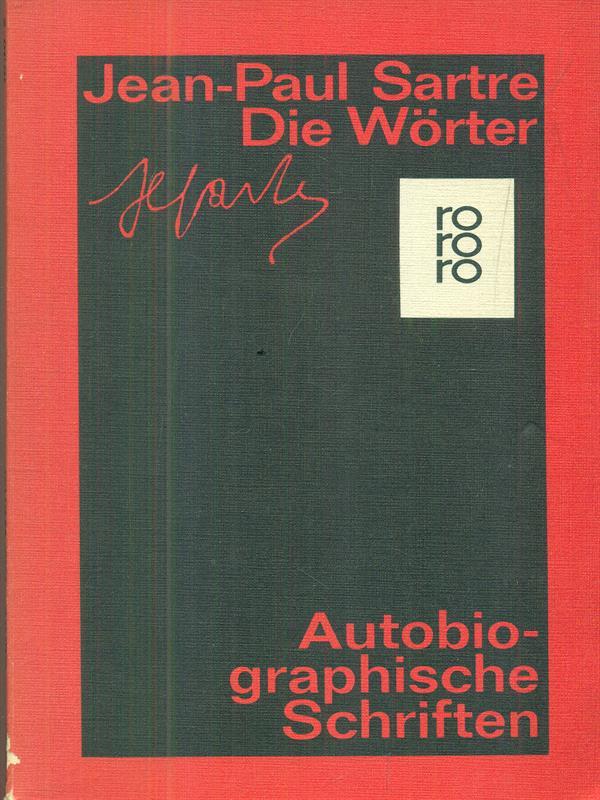 Jean-Paul Sartre
Die Wörter
ro
ro
ro
Autobio-
graphische
Schriften